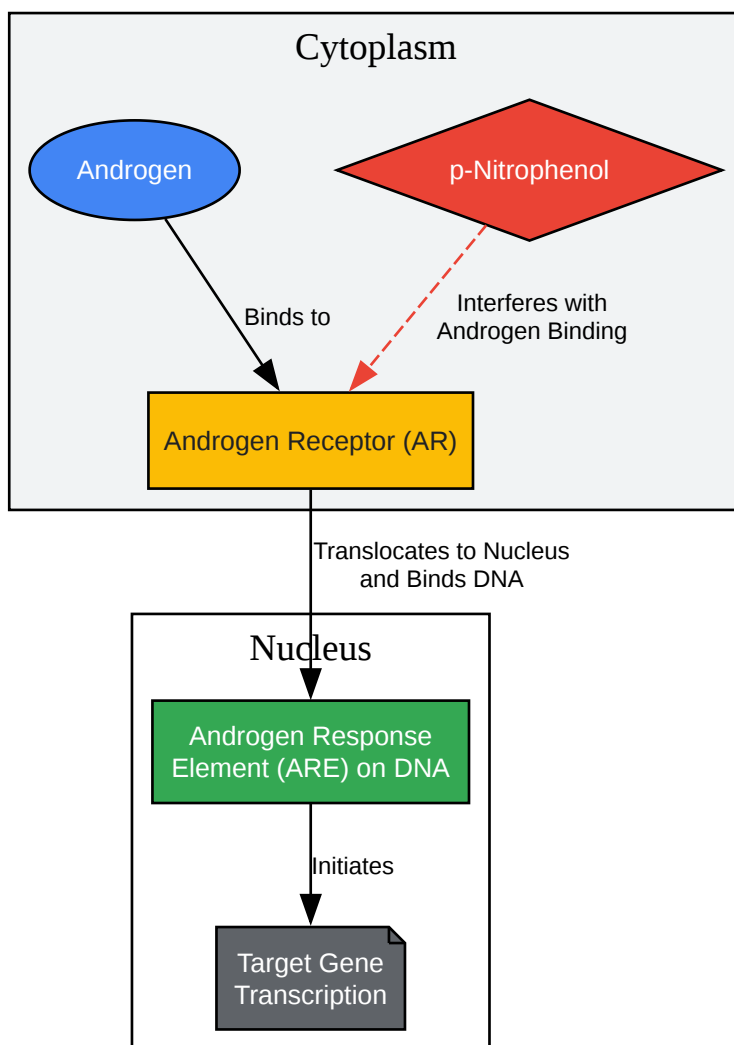 Cytoplasm
Androgen
p-Nitrophenol
Binds to
Interferes with
Androgen Binding
Androgen Receptor (AR)
Translocates to Nucleus
and Binds DNA
Nucleus
Androgen Response
Element (ARE) on DNA
Initiates
Target Gene
Transcription